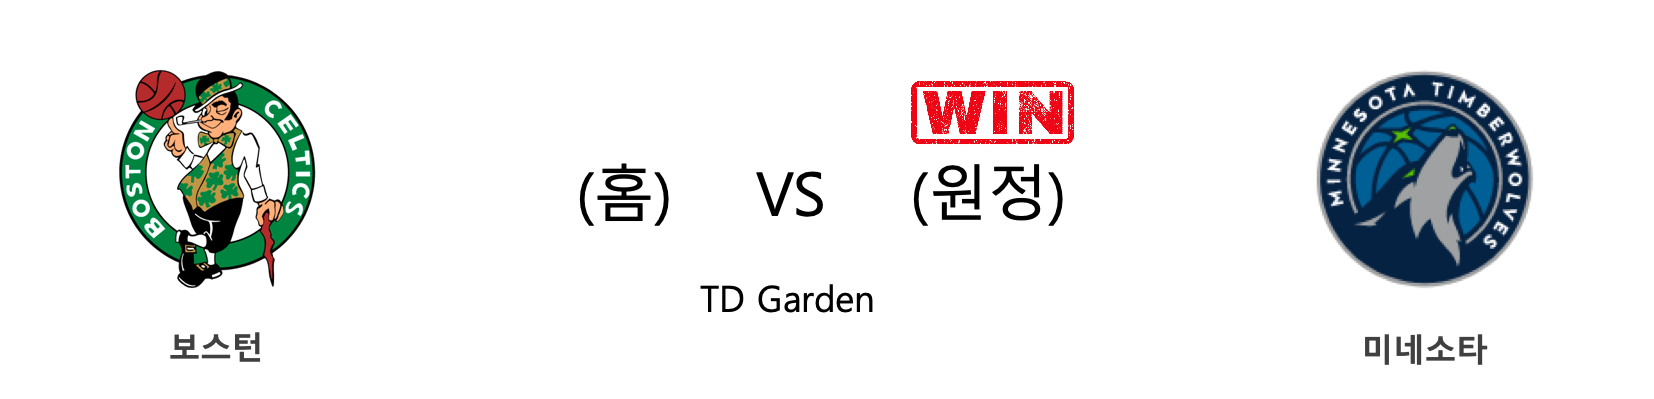 BOSTON CELTICS
WIN
MINNESOTA TIMBERWOLVES
(홈) VS (원정)
TD Garden
보스턴
미네소타